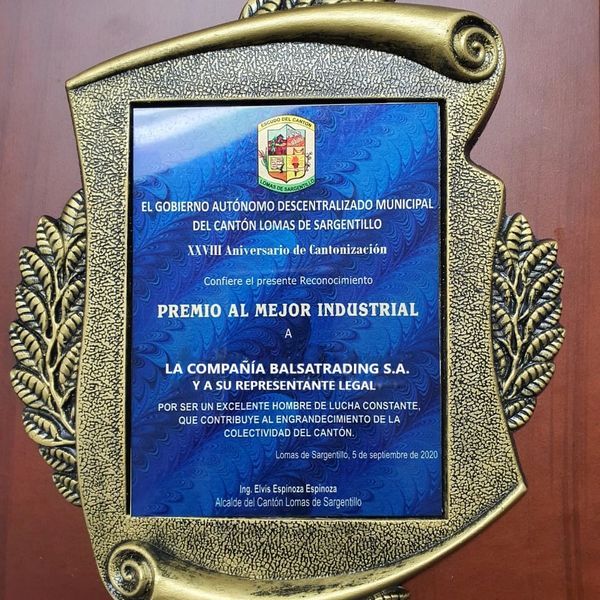 ESCUDO DEL CANTÓN
LOMAS DE SARGENTILLO
EL GOBIERNO AUTÓNOMO DESCENTRALIZADO MUNICIPAL
DEL CANTÓN LOMAS DE SARGENTILLO
XXVIII Aniversario de Cantonización
Confiere el presente Reconocimiento
PREMIO AL MEJOR INDUSTRIAL
A
LA COMPAÑÍA BALSATRADING S.A.
Y A SU REPRESENTANTE LEGAL
POR SER UN EXCELENTE HOMBRE DE LUCHA CONSTANTE,
QUE CONTRIBUYE AL ENGRANDECIMIENTO DE LA
COLECTIVIDAD DEL CANTÓN.
Lomas de Sargentillo, 5 de septiembre de 2020
Ing. Elvis Espinoza Espinoza
Alcalde del Cantón Lomas de Sargentillo